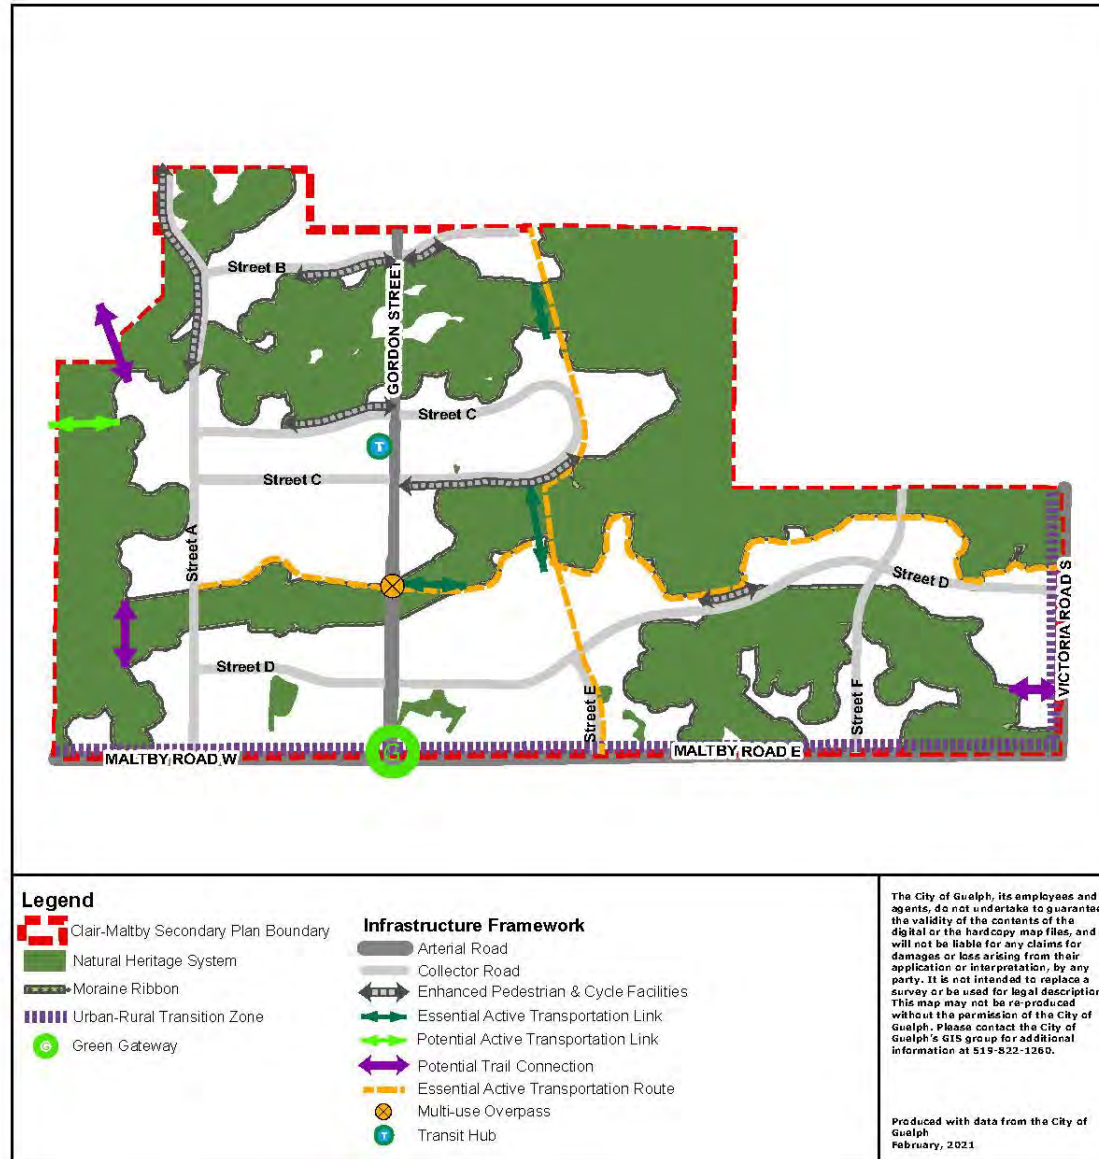 Street B
GORDON STREET
Street C
Street C
Street A
Street D
VICTORIA ROAD S
Street D
Street E
Street F
G
T
MALTBY ROAD W
MALTBY ROAD E
Legend
Clair-Maltby Secondary Plan Boundary
Natural Heritage System
Moraine Ribbon
Urban-Rural Transition Zone
G Green Gateway
Infrastructure Framework
Arterial Road
Collector Road
Enhanced Pedestrian & Cycle Facilities
Essential Active Transportation Link
Potential Active Transportation Link
Potential Trail Connection
Essential Active Transportation Route
Multi-use Overpass
T Transit Hub
The City of Guelph, its employees and
agents, do not undertake to guarantee
the validity of the contents of the
digital or the hardcopy map files, and
will not be liable for any claims for
damages or loss arising from their
application or interpretation, by any
party. It is not intended to replace a
survey or be used for legal description
This map may not be re-produced
without the permission of the City of
Guelph. Please contact the City of
Guelph's GIS group for additional
information at 519-822-1260.
Produced with data from the City of
Guelph
February, 2021